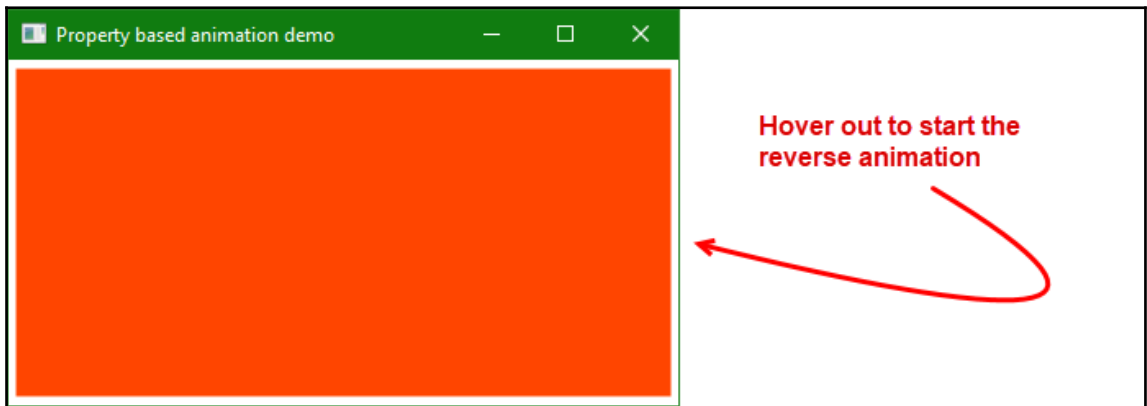 Property based animation demo
Hover out to start the
reverse animation